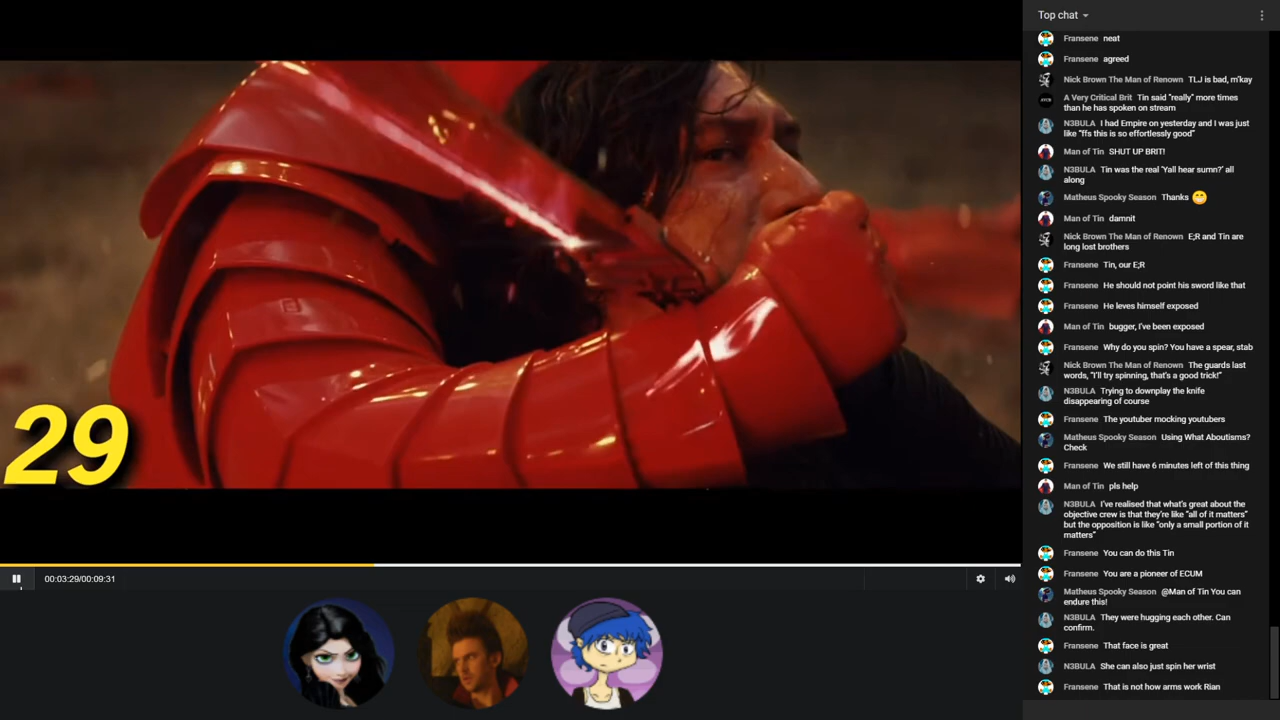 Top chat
Fransene neat
Fransene agreed
Nick Brown The Man of Renown TLJ is bad, m'kay
A Very Critical Brit Tin said "really" more times
than he has spoken on stream
N3BULA I had Empire on yesterday and I was just
like "ffs this is so effortlessly good"
Man of Tin SHUT UP BRIT!
N3BULA Tin was the real 'Yall hear sumn?' all
along
Matheus Spooky Season Thanks
Man of Tin damnit
Nick Brown The Man of Renown E;R and Tin are
long lost brothers
Fransene Tin, our E;R
Fransene He should not point his sword like that
Fransene He leves himself exposed
Man of Tin bugger, I've been exposed
Fransene Why do you spin? You have a spear, stab
Nick Brown The Man of Renown The guards last
words, "I'll try spinning, that's a good trick!"
N3BULA Trying to downplay the knife
disappearing of course
Fransene The youtuber mocking youtubers
Matheus Spooky Season Using What Aboutisms?
Check
Fransene We still have 6 minutes left of this thing
Man of Tin pls help
N3BULA I've realised that what's great about the
objective crew is that they're like "all of it matters"
but the opposition is like "only a small portion of it
matters"
Fransene You can do this Tin
Fransene You are a pioneer of ECUM
Matheus Spooky Season @Man of Tin You can
endure this!
N3BULA They were hugging each other. Can
confirm.
Fransene That face is great
N3BULA She can also just spin her wrist
Fransene That is not how arms work Rian
29
00:03:29/00:09:31